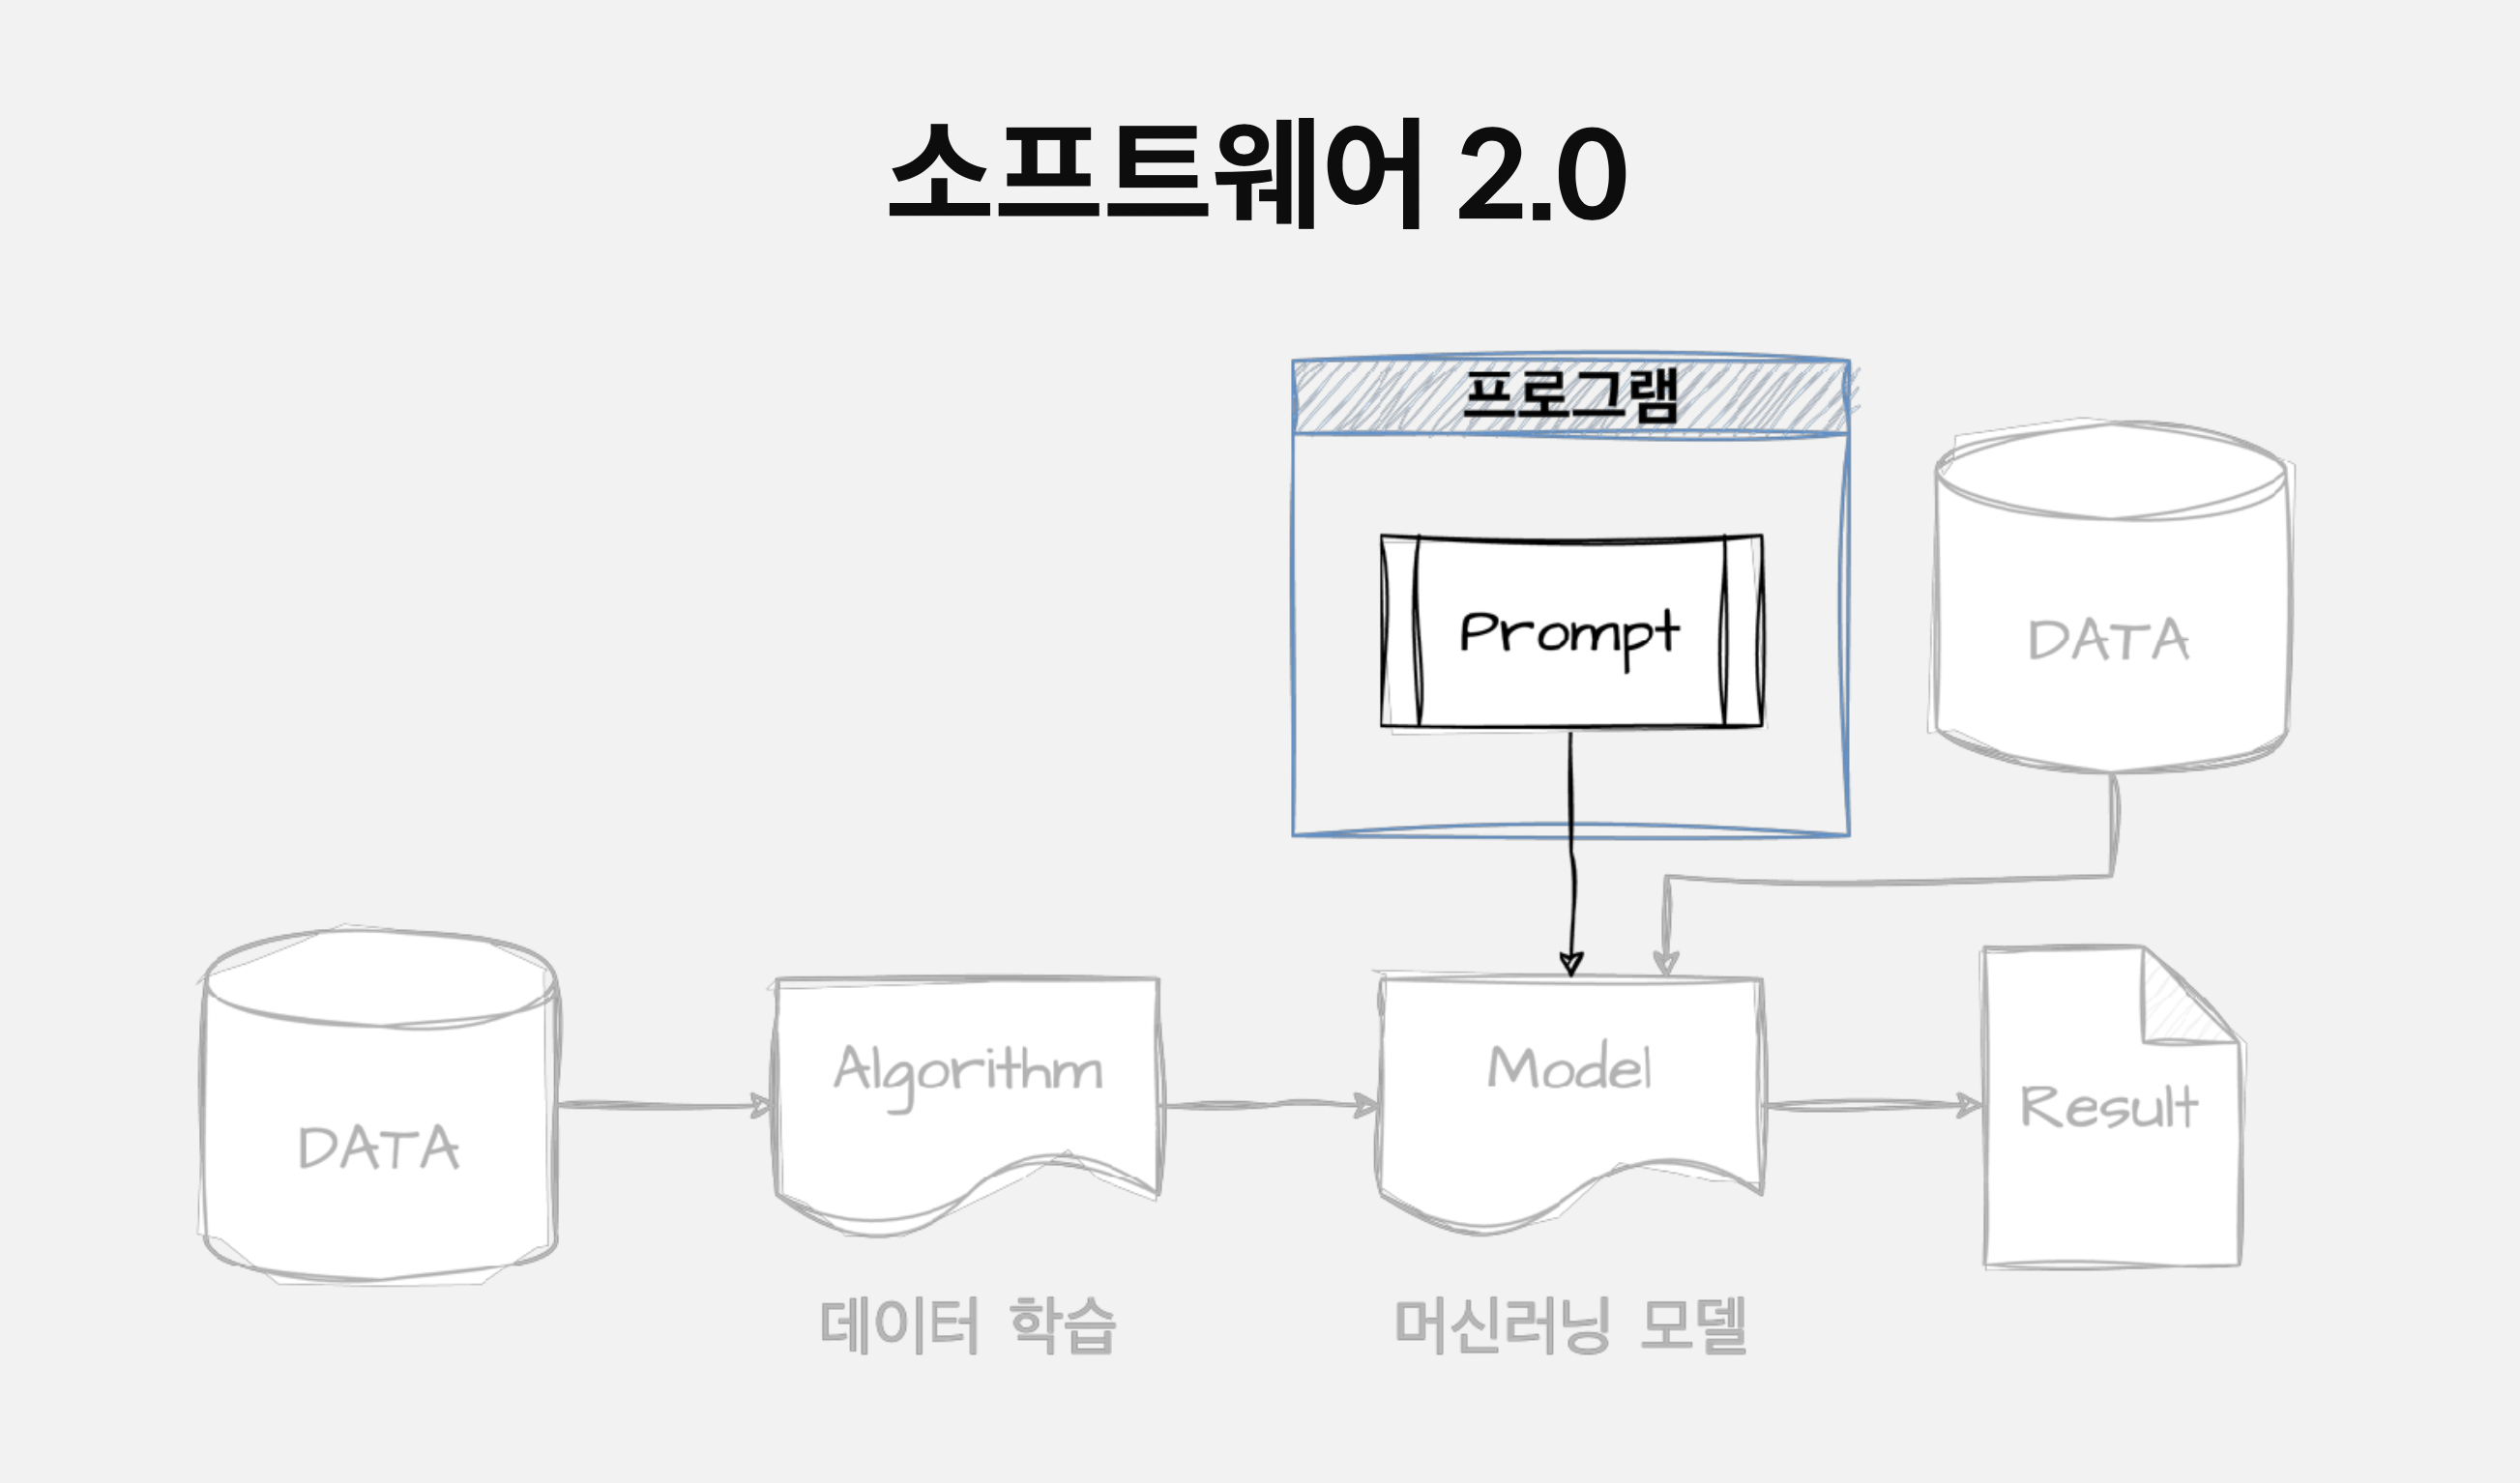 소프트웨어 2.0
프로그램
Prompt
DATA
DATA
Algorithm
Model
Result
데이터 학습
머신러닝 모델